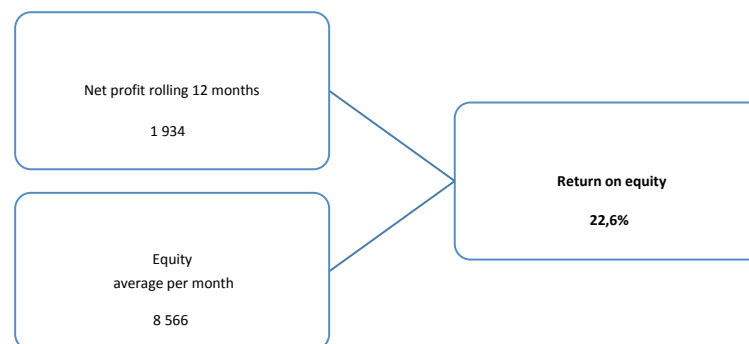 Net profit rolling 12 months
1 934
Equity
average per month
8 566
Return on equity
22,6%